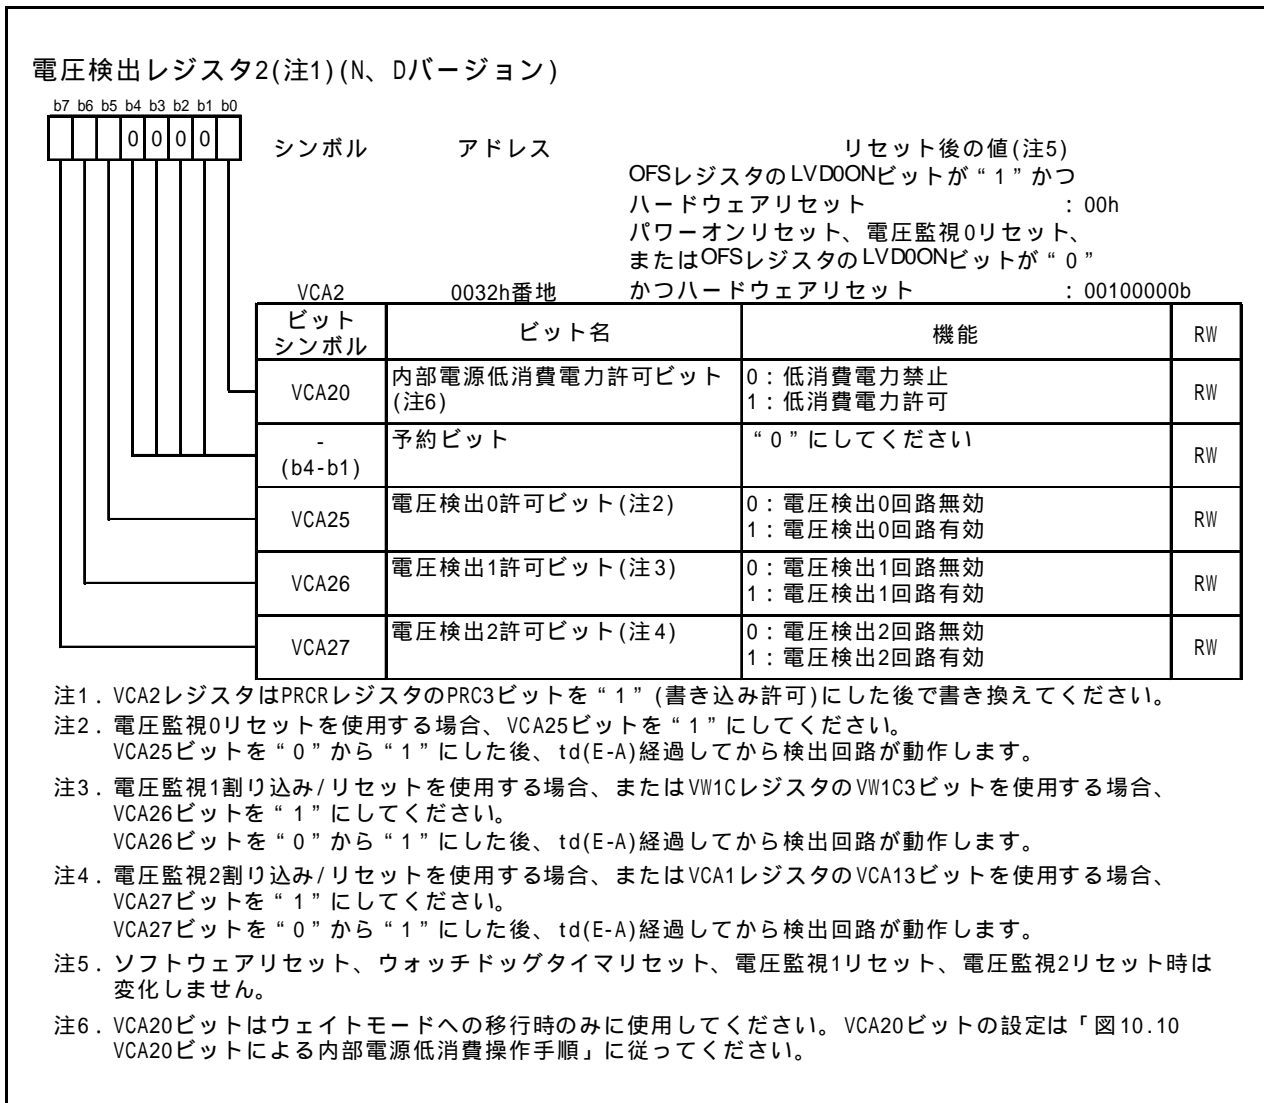 電圧検出レジスタ2(注1)(N、Dバージョン)
b7 b6 b5 b4 b3 b2 b1 b0
0 0 0 0
シンボル アドレス リセット後の値(注5)
OFSレジスタのLVD0ONビットが“1”かつ
ハードウェアリセット :00h
パワーオンリセット、電圧監視0リセット、
またはOFSレジスタのLVD0ONビットが“0”
VCA2 0032h番地 かつハードウェアリセット :00100000b
ビット
シンボル ビット名 機能 RW
VCA20 内部電源低消費電力許可ビット
(注6) 0:低消費電力禁止
1:低消費電力許可 RW
-
(b4-b1) 予約ビット “0”にしてください RW
VCA25 電圧検出0許可ビット(注2) 0:電圧検出0回路無効
1:電圧検出0回路有効 RW
VCA26 電圧検出1許可ビット(注3) 0:電圧検出1回路無効
1:電圧検出1回路有効 RW
VCA27 電圧検出2許可ビット(注4) 0:電圧検出2回路無効
1:電圧検出2回路有効 RW
注1. VCA2レジスタはPRCRレジスタのPRC3ビットを“1”(書き込み許可)にした後で書き換えてください。
注2. 電圧監視0リセットを使用する場合、VCA25ビットを“1”にしてください。
VCA25ビットを“0”から“1”にした後、td(E-A)経過してから検出回路が動作します。
注3. 電圧監視1割り込み/リセットを使用する場合、またはVW1CレジスタのVW1C3ビットを使用する場合、
VCA26ビットを“1”にしてください。
VCA26ビットを“0”から“1”にした後、td(E-A)経過してから検出回路が動作します。
注4. 電圧監視2割り込み/リセットを使用する場合、またはVCA1レジスタのVCA13ビットを使用する場合、
VCA27ビットを“1”にしてください。
VCA27ビットを“0”から“1”にした後、td(E-A)経過してから検出回路が動作します。
注5. ソフトウェアリセット、ウォッチドッグタイマリセット、電圧監視1リセット、電圧監視2リセット時は
変化しません。
注6. VCA20ビットはウェイトモードへの移行時のみに使用してください。VCA20ビットの設定は「図10.10
VCA20ビットによる内部電源低消費操作手順」に従ってください。